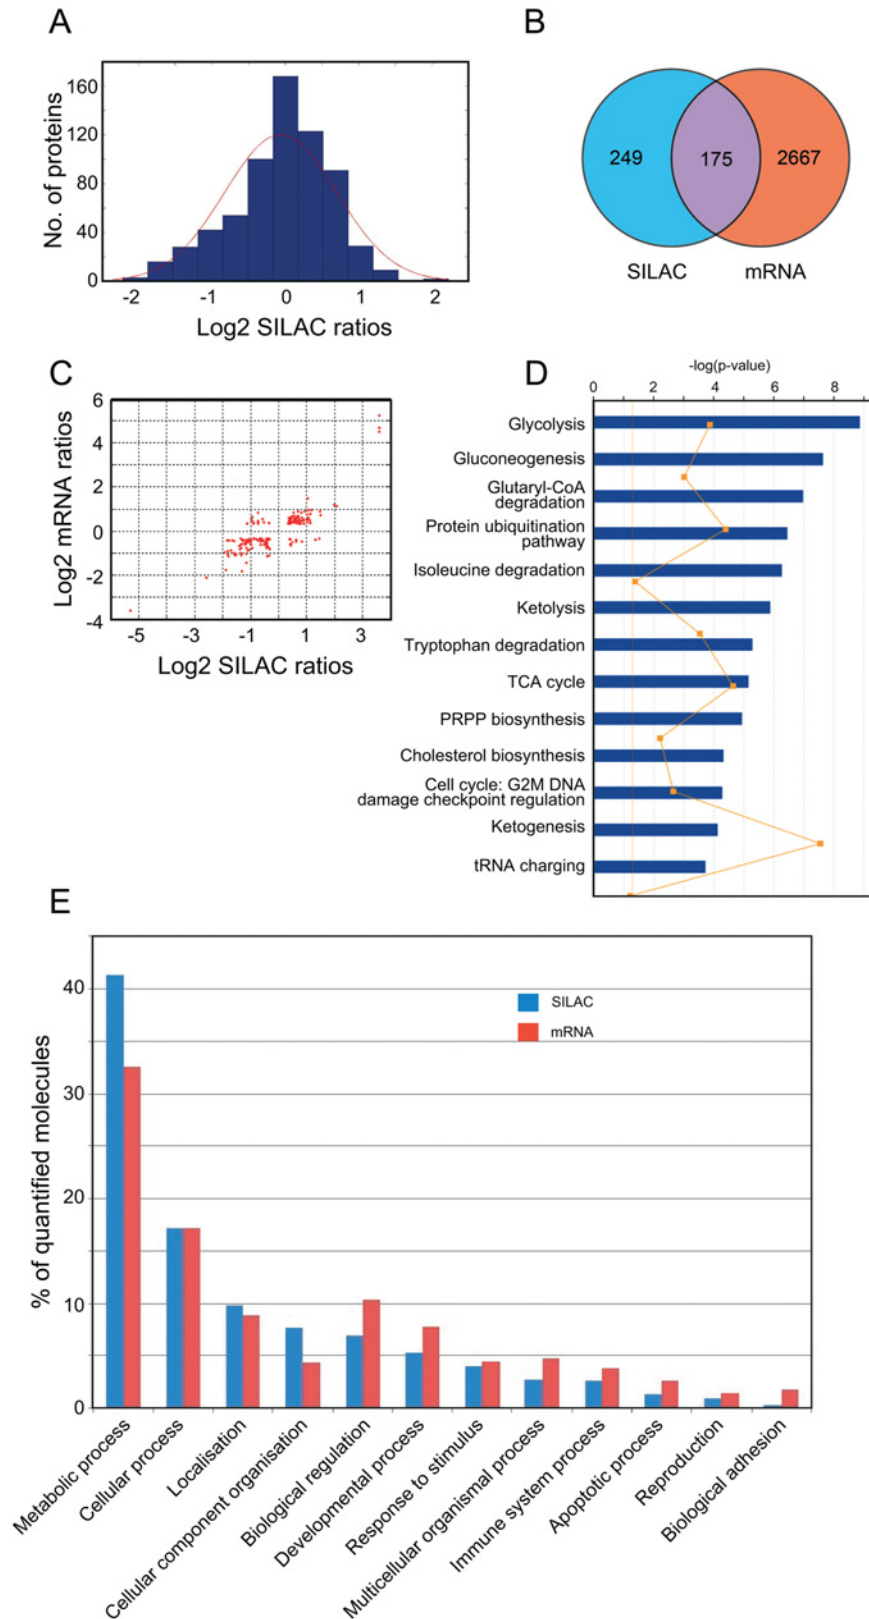 A
B
160
120
80
40
0
No. of proteins
-2
-1
0
1
2
Log2 SILAC ratios
249
175
2667
SILAC
mRNA
C
6
4
2
0
-2
-4
Log2 mRNA ratios
-5
-3
-1
1
3
Log2 SILAC ratios
D
-log(p-value)
0
2
4
6
8
Glycolysis
Gluconeogenesis
Glutaryl-CoA
degradation
Protein ubiquitination
pathway
Isoleucine degradation
Ketolysis
Tryptophan degradation
TCA cycle
PRPP biosynthesis
Cholesterol biosynthesis
Cell cycle: G2M DNA
damage checkpoint regulation
Ketogenesis
tRNA charging
E
40
30
20
10
0
% of quantified molecules
SILAC
mRNA
Metabolic process
Cellular process
Localisation
Cellular component organisation
Biological regulation
Developmental process
Response to stimulus
Multicellular organismal process
Immune system process
Apoptotic process
Reproduction
Biological adhesion